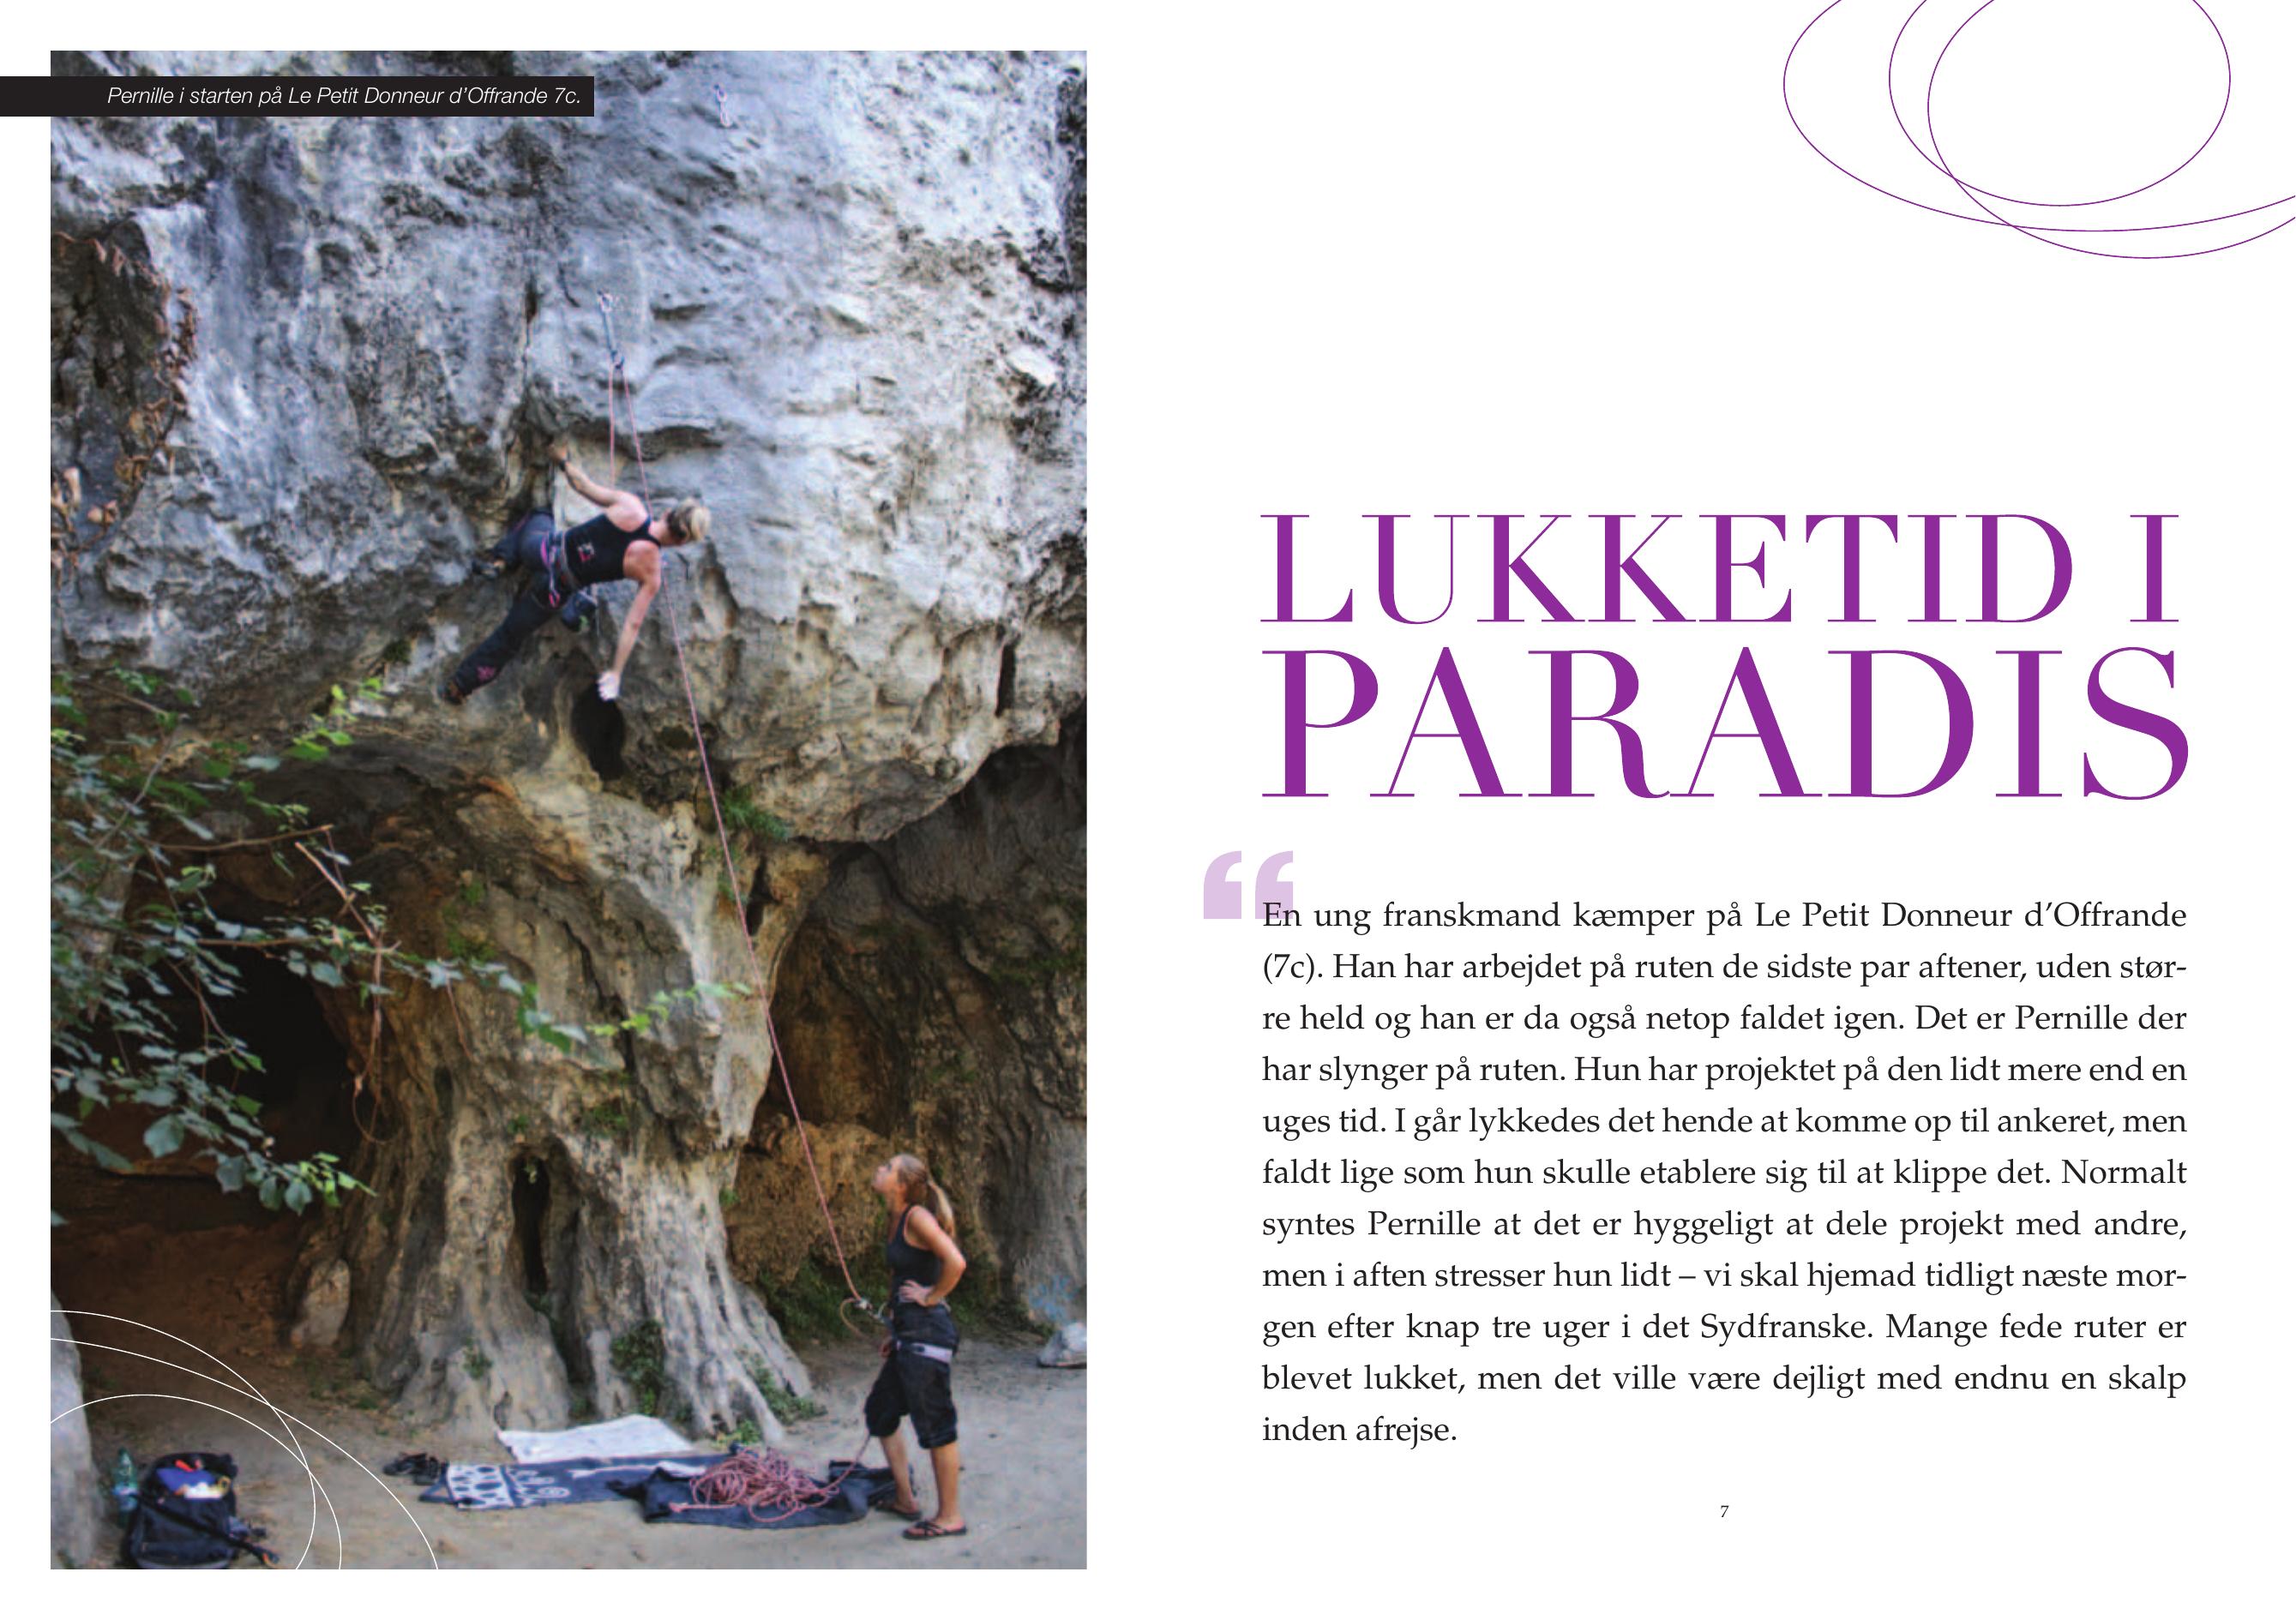 Pernille i starten på Le Petit Donneur d’Offrande 7c.
LUKKETID I
PARADIS
“
En ung franskmand kæmper på Le Petit Donneur d’Offrande
(7c). Han har arbejdet på ruten de sidste par aftener, uden stør-
re held og han er da også netop faldet igen. Det er Pernille der
har slynger på ruten. Hun har projektet på den lidt mere end en
uges tid. I går lykkedes det hende at komme op til ankeret, men
faldt lige som hun skulle etablere sig til at klippe det. Normalt
syntes Pernille at det er hyggeligt at dele projekt med andre,
men i aften stresser hun lidt – vi skal hjemad tidligt næste mor-
gen efter knap tre uger i det Sydfranske. Mange fede ruter er
blevet lukket, men det ville være dejligt med endnu en skalp
inden afrejse.
7